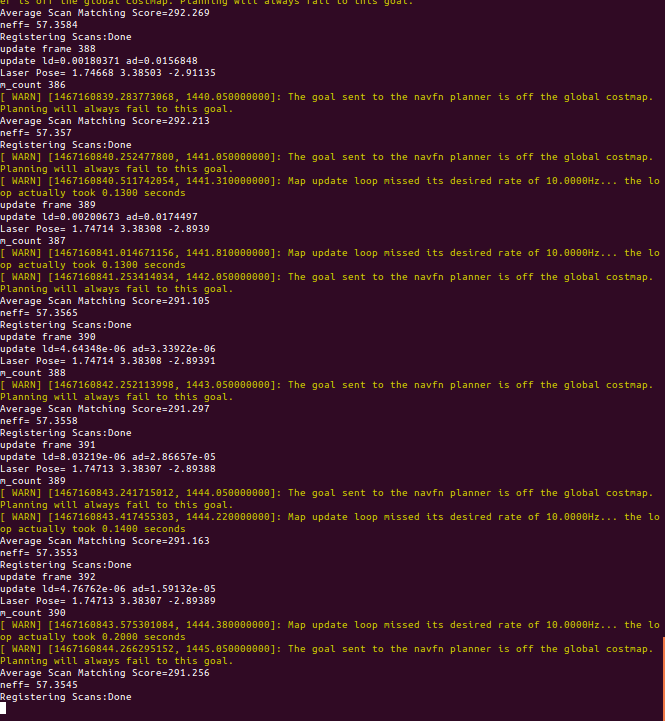 er is off the global costmap. Planning will always fail to this goal.
Average Scan Matching Score=292.269
neff= 57.3584
Registering Scans:Done
update frame 388
update ld=0.00180371 ad=0.0156848
Laser Pose= 1.74668 3.38503 -2.91135
m_count 386
[ WARN] [1467160839.283773068, 1440.050000000]: The goal sent to the navfn planner is off the global costmap.
Planning will always fail to this goal.
Average Scan Matching Score=292.213
neff= 57.357
Registering Scans:Done
[ WARN] [1467160840.252477800, 1441.050000000]: The goal sent to the navfn planner is off the global costmap.
Planning will always fail to this goal.
[ WARN] [1467160840.511742054, 1441.310000000]: Map update loop missed its desired rate of 10.0000Hz... the lo
op actually took 0.1300 seconds
update frame 389
update ld=0.00200673 ad=0.0174497
Laser Pose= 1.74714 3.38308 -2.8939
m_count 387
[ WARN] [1467160841.014671156, 1441.810000000]: Map update loop missed its desired rate of 10.0000Hz... the lo
op actually took 0.1300 seconds
[ WARN] [1467160841.253414034, 1442.050000000]: The goal sent to the navfn planner is off the global costmap.
Planning will always fail to this goal.
Average Scan Matching Score=291.105
neff= 57.3565
Registering Scans:Done
update frame 390
update ld=4.64348e-06 ad=3.33922e-06
Laser Pose= 1.74714 3.38308 -2.89391
m_count 388
[ WARN] [1467160842.252113998, 1443.050000000]: The goal sent to the navfn planner is off the global costmap.
Planning will always fail to this goal.
Average Scan Matching Score=291.297
neff= 57.3558
Registering Scans:Done
update frame 391
update ld=8.03219e-06 ad=2.86657e-05
Laser Pose= 1.74713 3.38307 -2.89388
m_count 389
[ WARN] [1467160843.241715012, 1444.050000000]: The goal sent to the navfn planner is off the global costmap.
Planning will always fail to this goal.
[ WARN] [1467160843.417455303, 1444.220000000]: Map update loop missed its desired rate of 10.0000Hz... the lo
op actually took 0.1400 seconds
Average Scan Matching Score=291.163
neff= 57.3553
Registering Scans:Done
update frame 392
update ld=4.76762e-06 ad=1.59132e-05
Laser Pose= 1.74713 3.38307 -2.89389
m_count 390
[ WARN] [1467160843.575301084, 1444.380000000]: Map update loop missed its desired rate of 10.0000Hz... the lo
op actually took 0.2000 seconds
[ WARN] [1467160844.266295152, 1445.050000000]: The goal sent to the navfn planner is off the global costmap.
Planning will always fail to this goal.
Average Scan Matching Score=291.256
neff= 57.3545
Registering Scans:Done